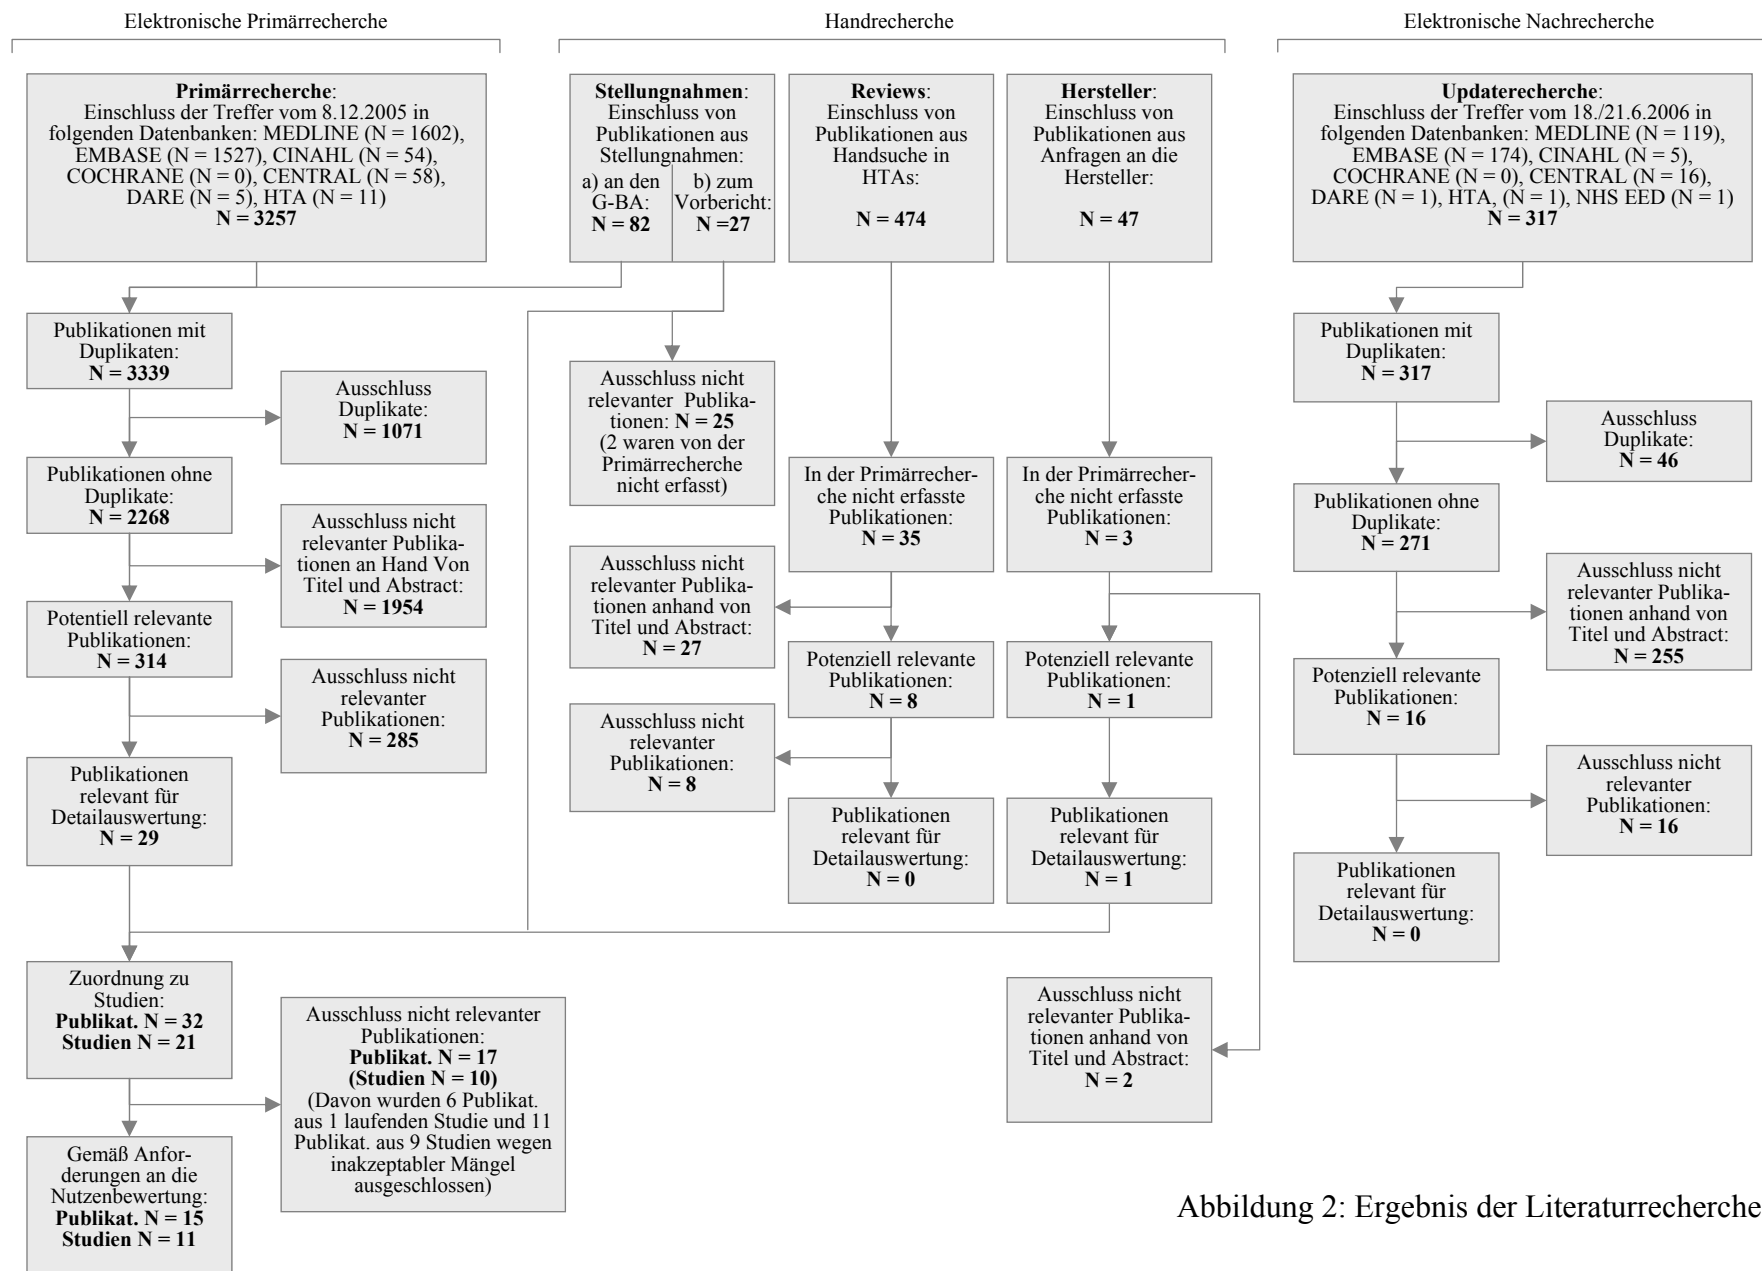 Elektronische Primärrecherche
Handrecherche
Elektronische Nachrecherche
Primärrecherche:
Einschluss der Treffer vom 8.12.2005 in
folgenden Datenbanken: MEDLINE (N = 1602),
EMBASE (N = 1527), CINAHL (N = 54),
COCHRANE (N = 0), CENTRAL (N = 58),
DARE (N = 5), HTA (N = 11)
N = 3257
Stellungnahmen:
Einschluss von
Publikationen aus
Stellungnahmen:
a) an den
G-BA:
N = 82
b) zum
Vorbericht:
N =27
Reviews:
Einschluss von
Publikationen aus
Handsuche in
HTAs:
N = 474
Hersteller:
Einschluss von
Publikationen aus
Anfragen an die
Hersteller:
N = 47
Updaterecherche:
Einschluss der Treffer vom 18./21.6.2006 in
folgenden Datenbanken: MEDLINE (N = 119),
EMBASE (N = 174), CINAHL (N = 5),
COCHRANE (N = 0), CENTRAL (N = 16),
DARE (N = 1), HTA, (N = 1), NHS EED (N = 1)
N = 317
Publikationen mit
Duplikaten:
N = 3339
Ausschluss
Duplikate:
N = 1071
Publikationen ohne
Duplikate:
N = 2268
Ausschluss nicht
relevanter Publika-
tionen an Hand Von
Titel und Abstract:
N = 1954
Potentiell relevante
Publikationen:
N = 314
Ausschluss nicht
relevanter
Publikationen:
N = 285
Publikationen
relevant für
Detailauswertung:
N = 29
Ausschluss nicht
relevanter Publika-
tionen: N = 25
(2 waren von der
Primärrecherche
nicht erfasst)
In der Primärrecher-
che nicht erfasste
Publikationen:
N = 35
In der Primärrecher-
che nicht erfasste
Publikationen:
N = 3
Ausschluss nicht
relevanter Publika-
tionen anhand von
Titel und Abstract:
N = 27
Potenziell relevante
Publikationen:
N = 8
Potenziell relevante
Publikationen:
N = 1
Ausschluss nicht
relevanter
Publikationen:
N = 8
Publikationen
relevant für
Detailauswertung:
N = 0
Publikationen
relevant für
Detailauswertung:
N = 1
Publikationen mit
Duplikaten:
N = 317
Ausschluss
Duplikate:
N = 46
Publikationen ohne
Duplikate:
N = 271
Ausschluss nicht
relevanter Publika-
tionen anhand von
Titel und Abstract:
N = 255
Potenziell relevante
Publikationen:
N = 16
Ausschluss nicht
relevanter
Publikationen:
N = 16
Publikationen
relevant für
Detailauswertung:
N = 0
Zuordnung zu
Studien:
Publikat. N = 32
Studien N = 21
Ausschluss nicht relevanter
Publikationen:
Publikat. N = 17
(Studien N = 10)
(Davon wurden 6 Publikat.
aus 1 laufenden Studie und 11
Publikat. aus 9 Studien wegen
inakzeptabler Mängel
ausgeschlossen)
Ausschluss nicht
relevanter Publika-
tionen anhand von
Titel und Abstract:
N = 2
Gemäß Anfor-
derungen an die
Nutzenbewertung:
Publikat. N = 15
Studien N = 11
Abbildung 2: Ergebnis der Literaturrecherche